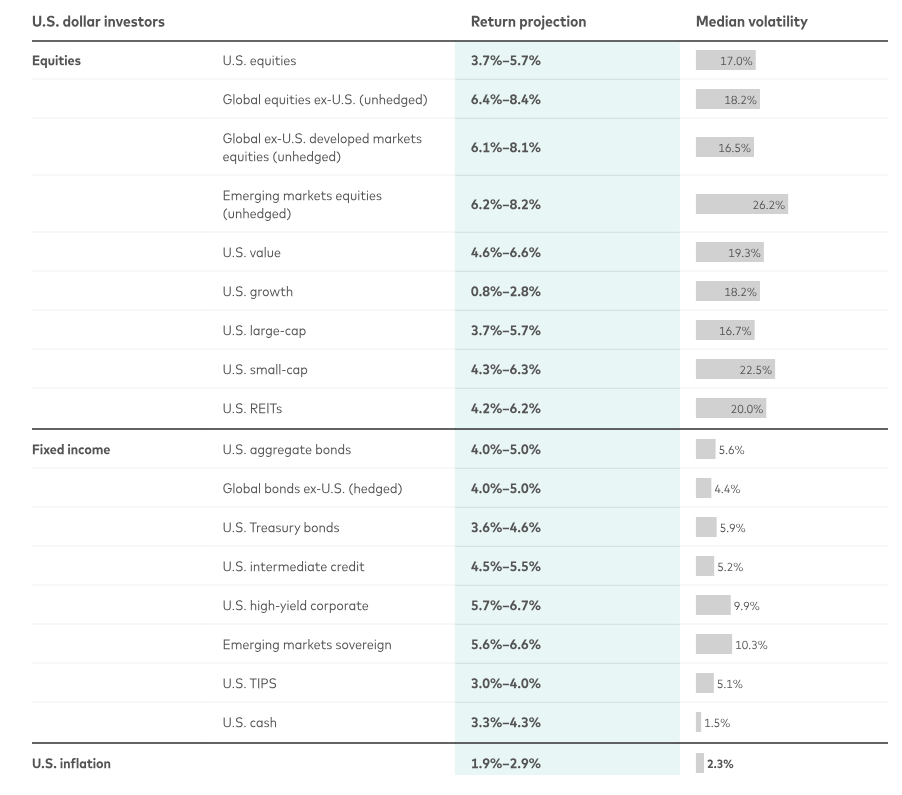 U.S. dollar investors Return projection Median volatility
Equities U.S. equities 3.7%–5.7% 17.0%
Global equities ex-U.S. (unhedged) 6.4%–8.4% 18.2%
Global ex-U.S. developed markets
equities (unhedged) 6.1%–8.1% 16.5%
Emerging markets equities
(unhedged) 6.2%–8.2% 26.2%
U.S. value 4.6%–6.6% 19.3%
U.S. growth 0.8%–2.8% 18.2%
U.S. large-cap 3.7%–5.7% 16.7%
U.S. small-cap 4.3%–6.3% 22.5%
U.S. REITs 4.2%–6.2% 20.0%
Fixed income U.S. aggregate bonds 4.0%–5.0% 5.6%
Global bonds ex-U.S. (hedged) 4.0%–5.0% 4.4%
U.S. Treasury bonds 3.6%–4.6% 5.9%
U.S. intermediate credit 4.5%–5.5% 5.2%
U.S. high-yield corporate 5.7%–6.7% 9.9%
Emerging markets sovereign 5.6%–6.6% 10.3%
U.S. TIPS 3.0%–4.0% 5.1%
U.S. cash 3.3%–4.3% 1.5%
U.S. inflation 1.9%–2.9% 2.3%